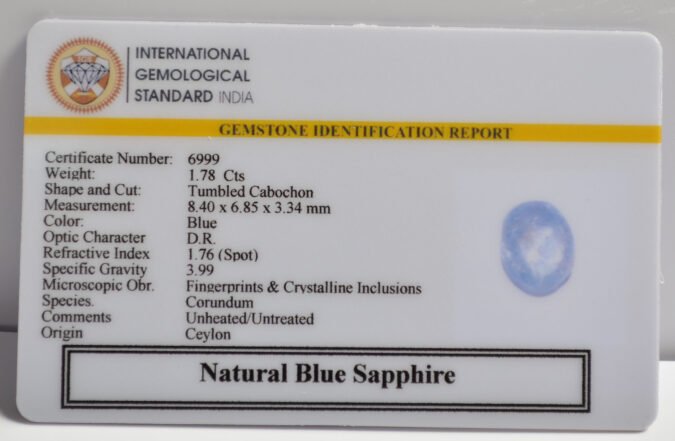 INTERNATIONAL
GEMOLOGICAL
STANDARD INDIA
GEMSTONE IDENTIFICATION REPORT
Certificate Number: 6999
Weight: 1.78 Cts
Shape and Cut: Tumbled Cabochon
Measurement: 8.40 x 6.85 x 3.34 mm
Color: Blue
Optic Character D.R.
Refractive Index 1.76 (Spot)
Specific Gravity 3.99
Microscopic Obr. Fingerprints & Crystalline Inclusions
Species. Corundum
Comments Unheated/Untreated
Origin Ceylon
Natural Blue Sapphire